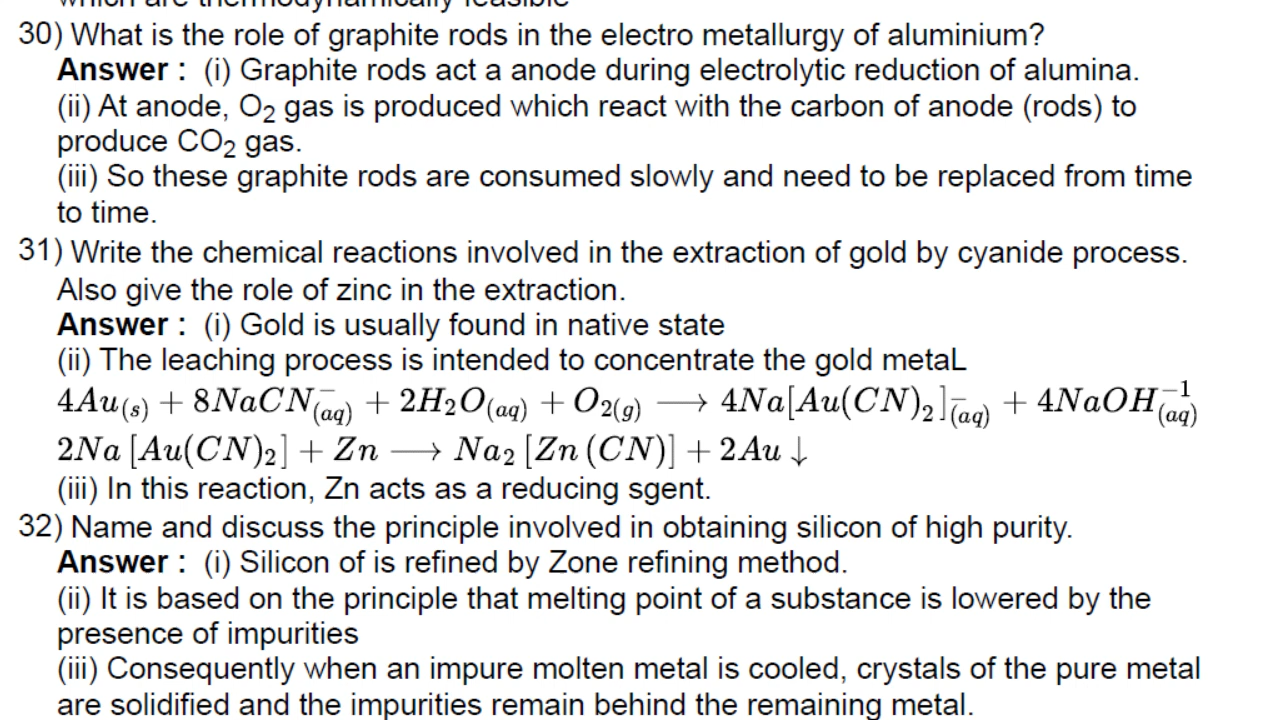 which are thermodynamically feasible
30) What is the role of graphite rods in the electro metallurgy of aluminium?
Answer : (i) Graphite rods act a anode during electrolytic reduction of alumina.
(ii) At anode, O₂ gas is produced which react with the carbon of anode (rods) to
produce CO₂ gas.
(iii) So these graphite rods are consumed slowly and need to be replaced from time
to time.
31) Write the chemical reactions involved in the extraction of gold by cyanide process.
Also give the role of zinc in the extraction.
Answer : (i) Gold is usually found in native state
(ii) The leaching process is intended to concentrate the gold metaL
4Au₍s₎ + 8NaCN⁻₍aq₎ + 2H₂O₍aq₎ + O₂₍g₎ ⟶ 4Na[Au(CN)₂]⁻₍aq₎ + 4NaOH⁻¹₍aq₎
2Na [Au(CN)₂] + Zn ⟶ Na₂ [Zn (CN)] + 2Au ↓
(iii) In this reaction, Zn acts as a reducing sgent.
32) Name and discuss the principle involved in obtaining silicon of high purity.
Answer : (i) Silicon of is refined by Zone refining method.
(ii) It is based on the principle that melting point of a substance is lowered by the
presence of impurities
(iii) Consequently when an impure molten metal is cooled, crystals of the pure metal
are solidified and the impurities remain behind the remaining metal.